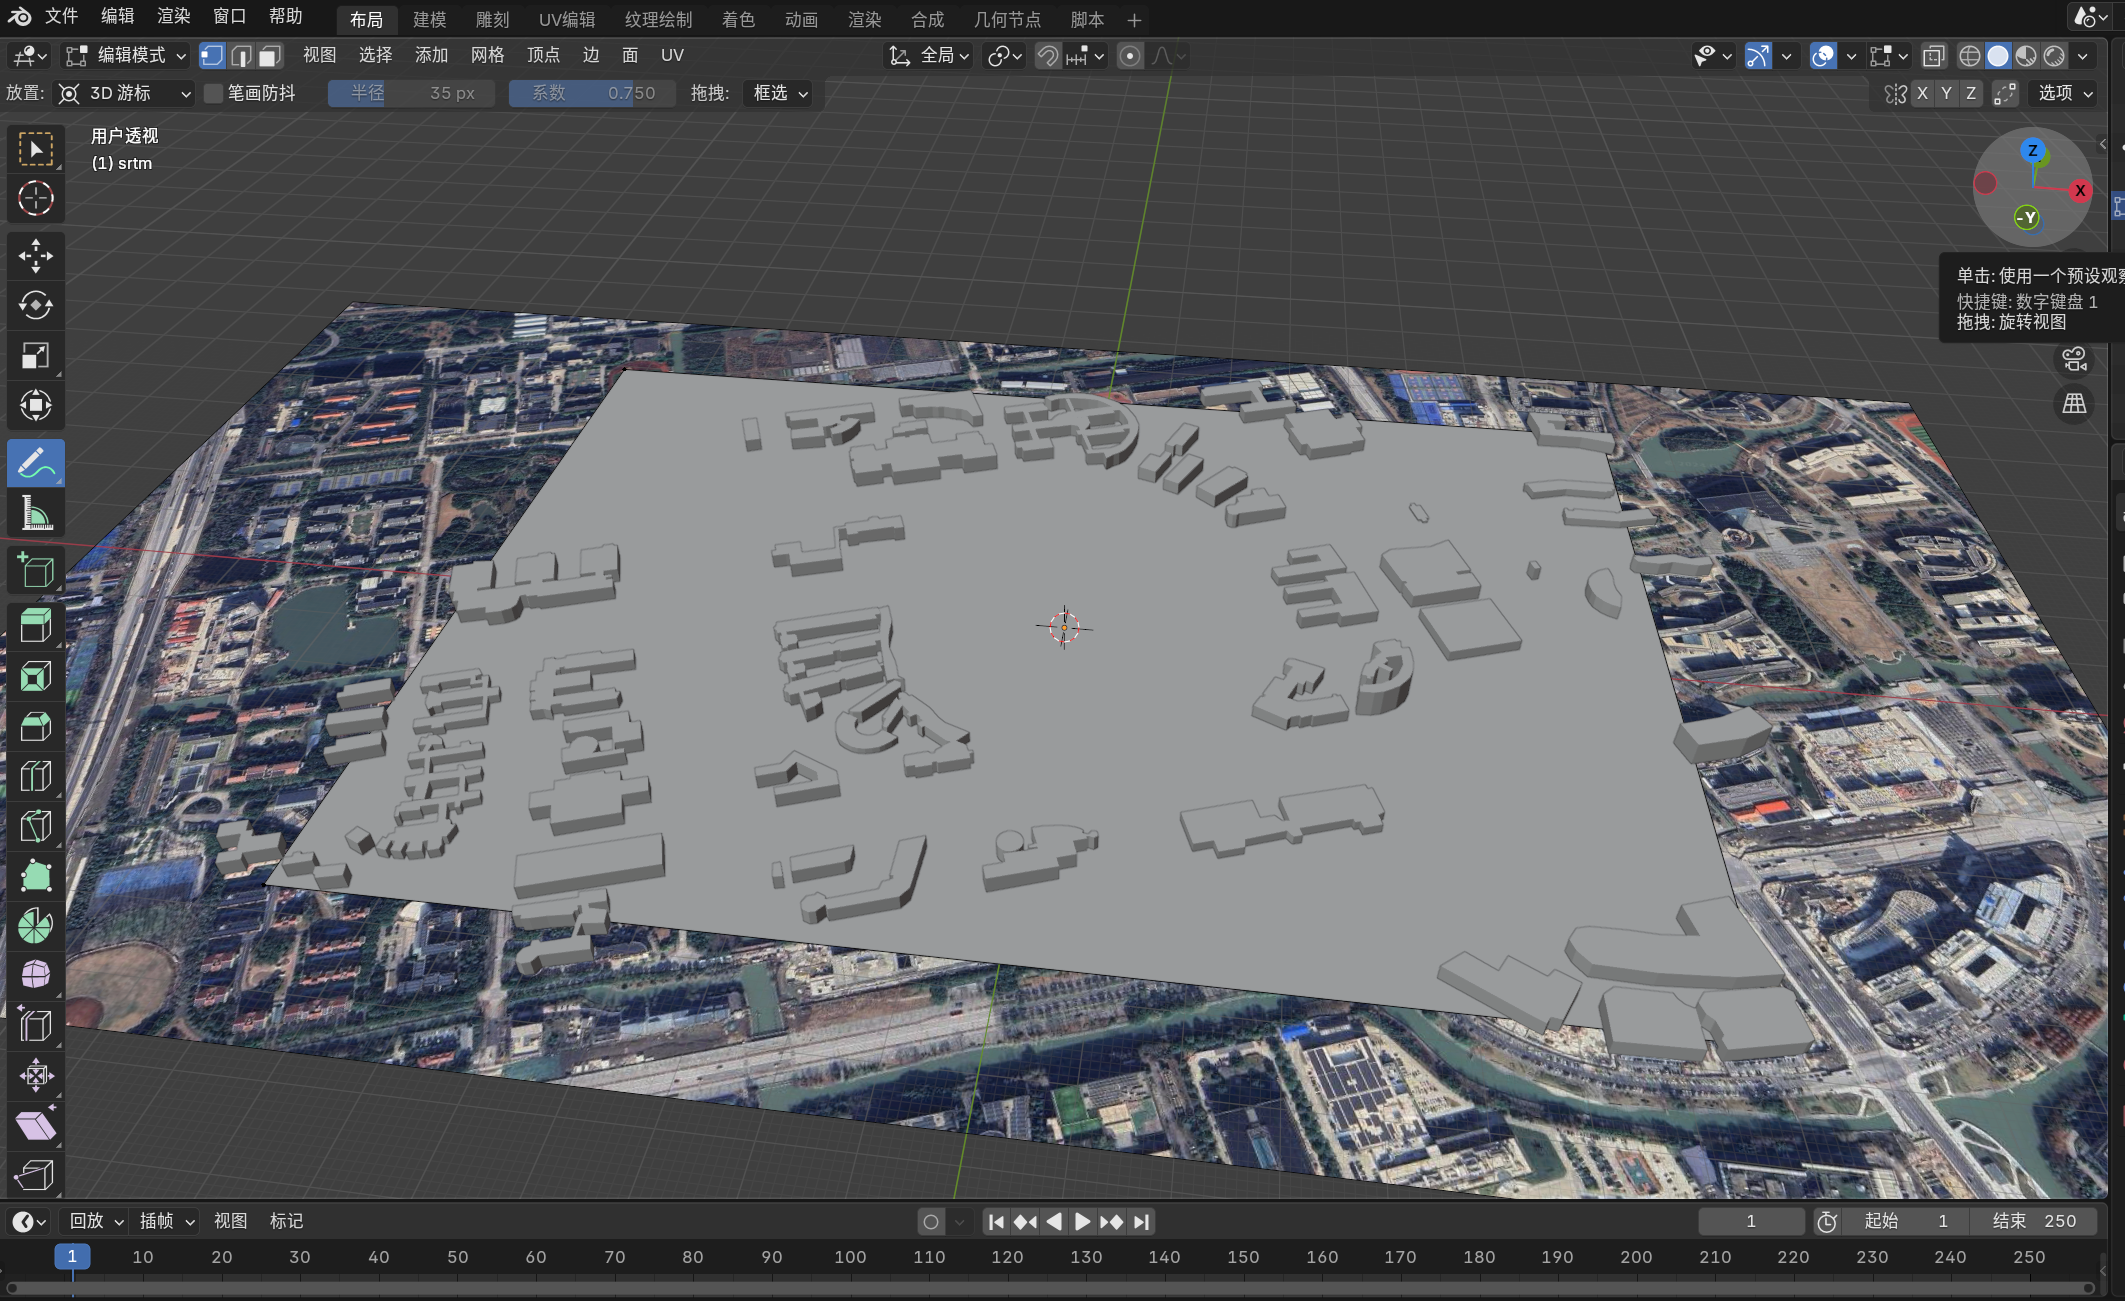 文件 编辑 渲染 窗口 帮助 布局 建模 雕刻 UV编辑 纹理绘制 着色 动画 渲染 合成 几何节点 脚本 +
编辑模式 视图 选择 添加 网格 顶点 边 面 UV 全局
放置: 3D 游标 笔画防抖 半径 35 px 系数 0.750 拖拽: 框选 X Y Z 选项
用户透视
(1) srtm
Z
X
-Y
单击: 使用一个预设观察
快捷键: 数字键盘 1
拖拽: 旋转视图
回放 插帧 视图 标记 1 起始 1 结束 250
1 10 20 30 40 50 60 70 80 90 100 110 120 130 140 150 160 170 180 190 200 210 220 230 240 250